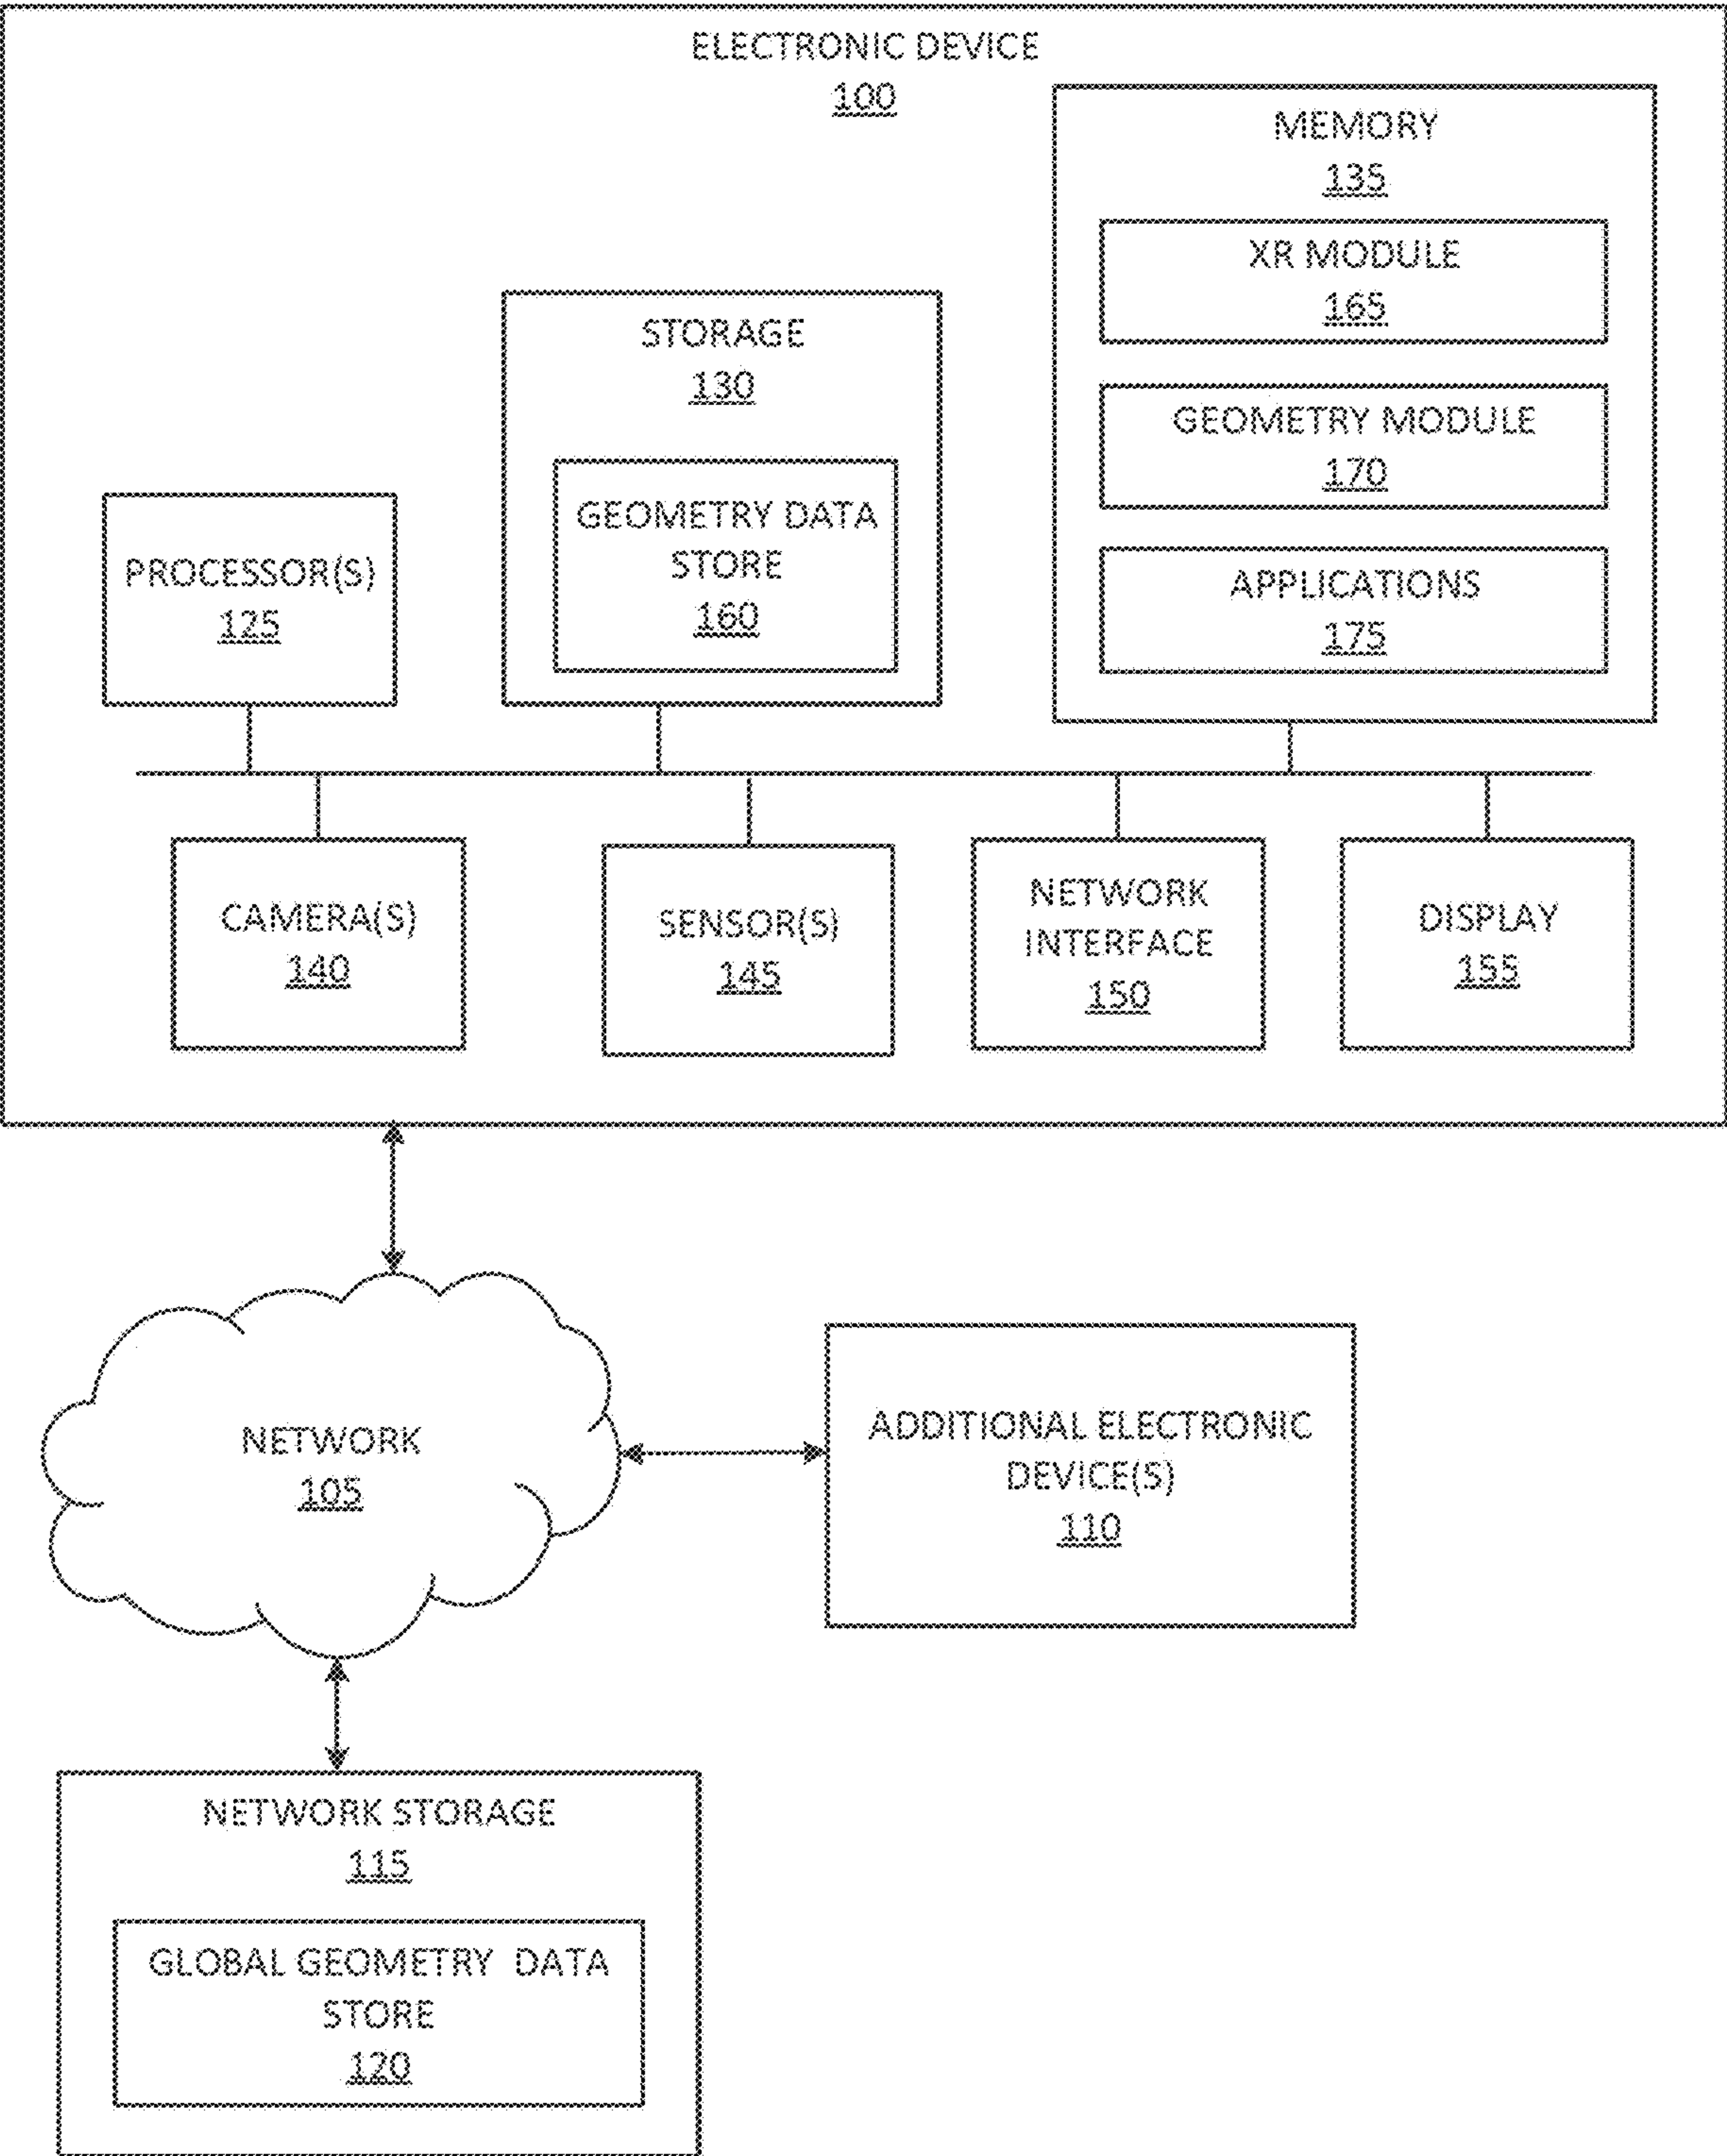 ELECTRONIC DEVICE
100
MEMORY
135
XR MODULE
165
GEOMETRY MODULE
170
APPLICATIONS
175
STORAGE
130
GEOMETRY DATA
STORE
160
PROCESSOR(S)
125
CAMERA(S)
140
SENSOR(S)
145
NETWORK
INTERFACE
150
DISPLAY
155
NETWORK
105
ADDITIONAL ELECTRONIC
DEVICE(S)
110
NETWORK STORAGE
115
GLOBAL GEOMETRY DATA
STORE
120